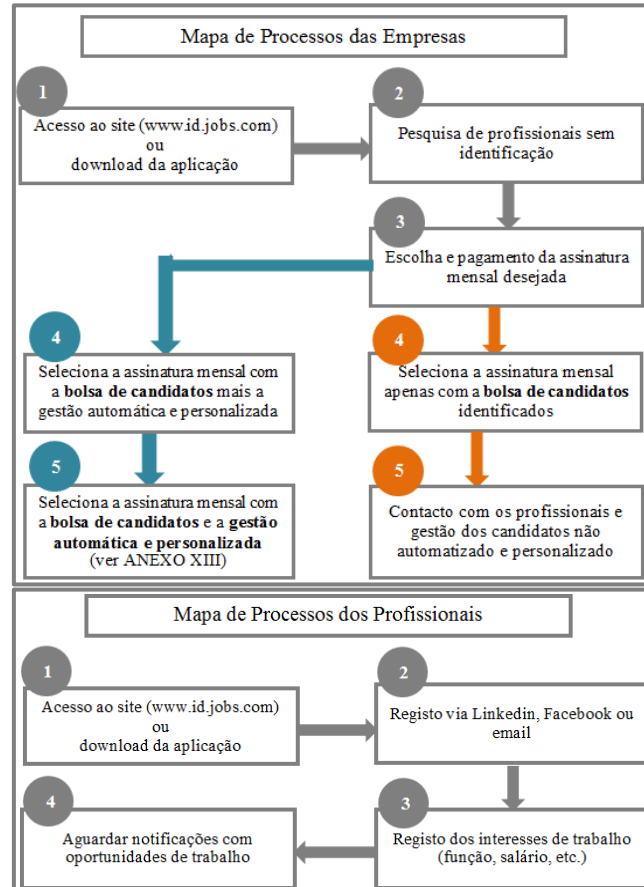 Mapa de Processos das Empresas
1
Acesso ao site (www.id.jobs.com)
ou
download da aplicação
2
Pesquisa de profissionais sem
identificação
3
Escolha e pagamento da assinatura
mensal desejada
4
Seleciona a assinatura mensal com
a bolsa de candidatos mais a
gestão automática e personalizada
4
Seleciona a assinatura mensal
apenas com a bolsa de candidatos
identificados
5
Seleciona a assinatura mensal com
a bolsa de candidatos e a gestão
automática e personalizada
(ver ANEXO XIII)
5
Contacto com os profissionais e
gestão dos candidatos não
automatizado e personalizado
Mapa de Processos dos Profissionais
1
Acesso ao site (www.id.jobs.com)
ou
download da aplicação
2
Registo via Linkedin, Facebook ou
email
3
Registo dos interesses de trabalho
(função, salário, etc.)
4
Aguardar notificações com
oportunidades de trabalho